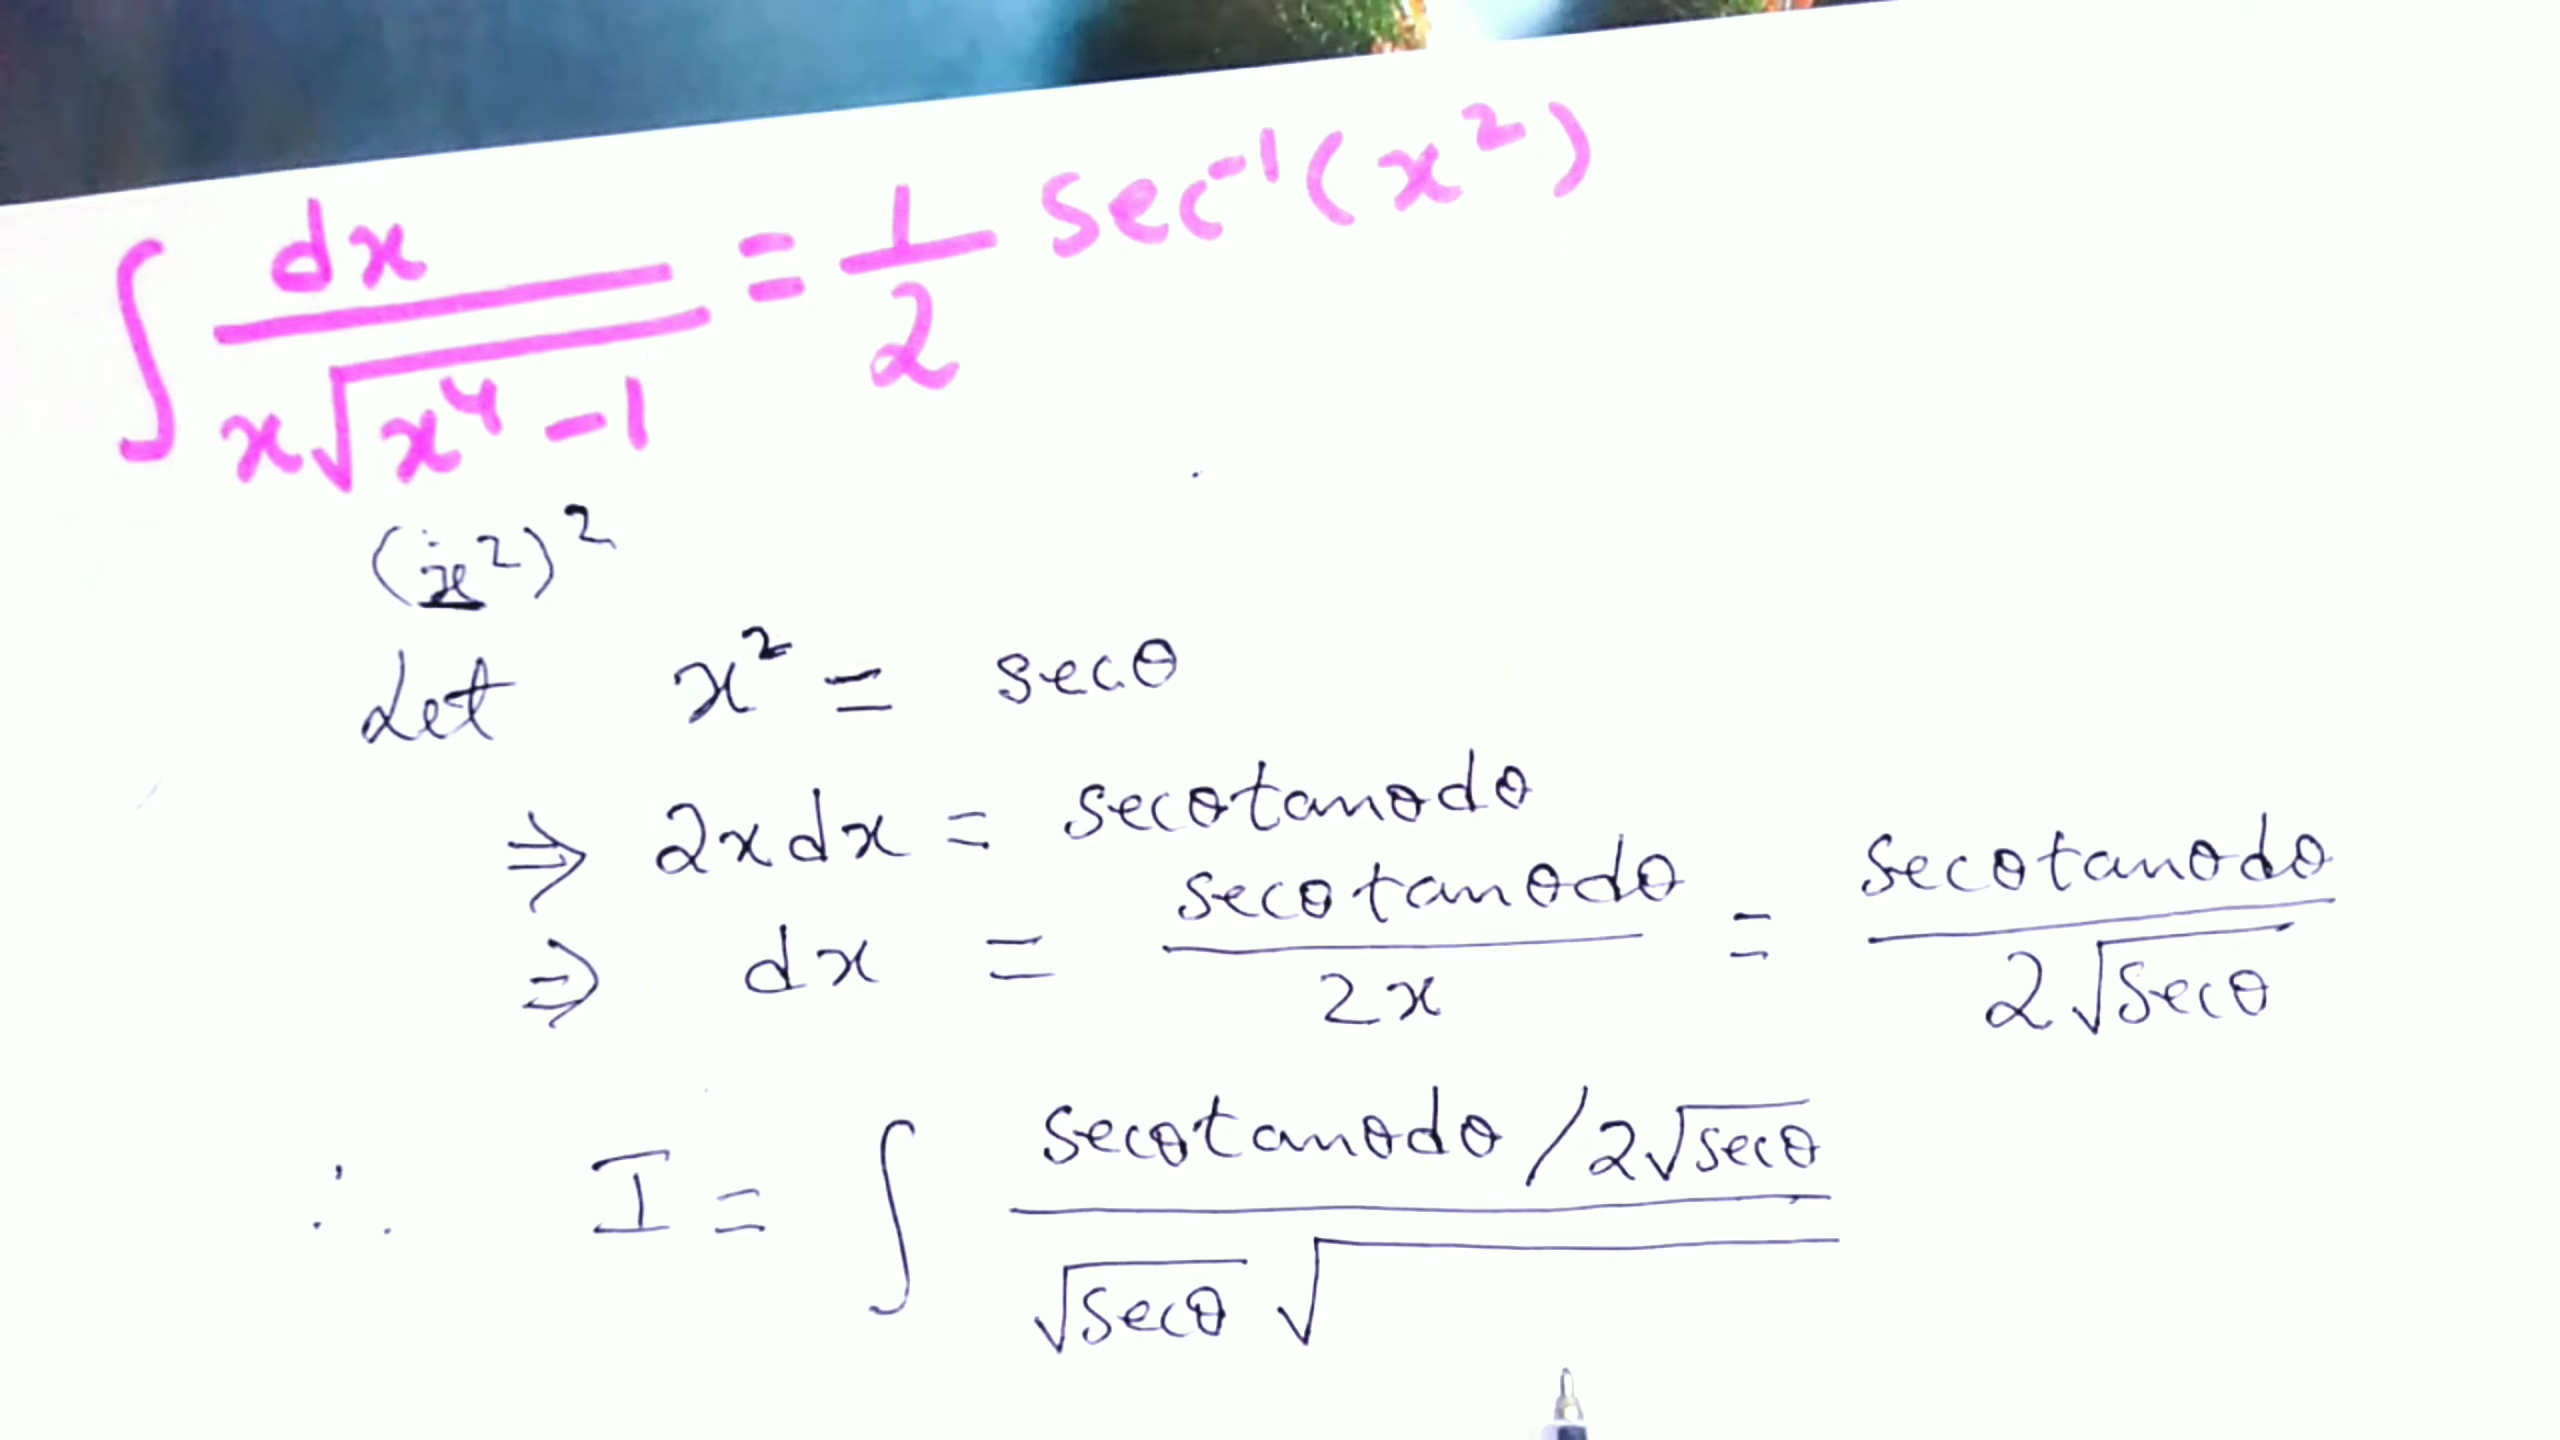 ∫ dx / x√(x⁴ - 1) = 1/2 sec⁻¹(x²)
(x²)²
Let x² = secθ
⇒ 2x dx = secθ tanθ dθ
⇒ dx = secθ tanθ dθ / 2x = secθ tanθ dθ / 2√secθ
∴ I = ∫ secθ tanθ dθ / 2√secθ / √secθ √